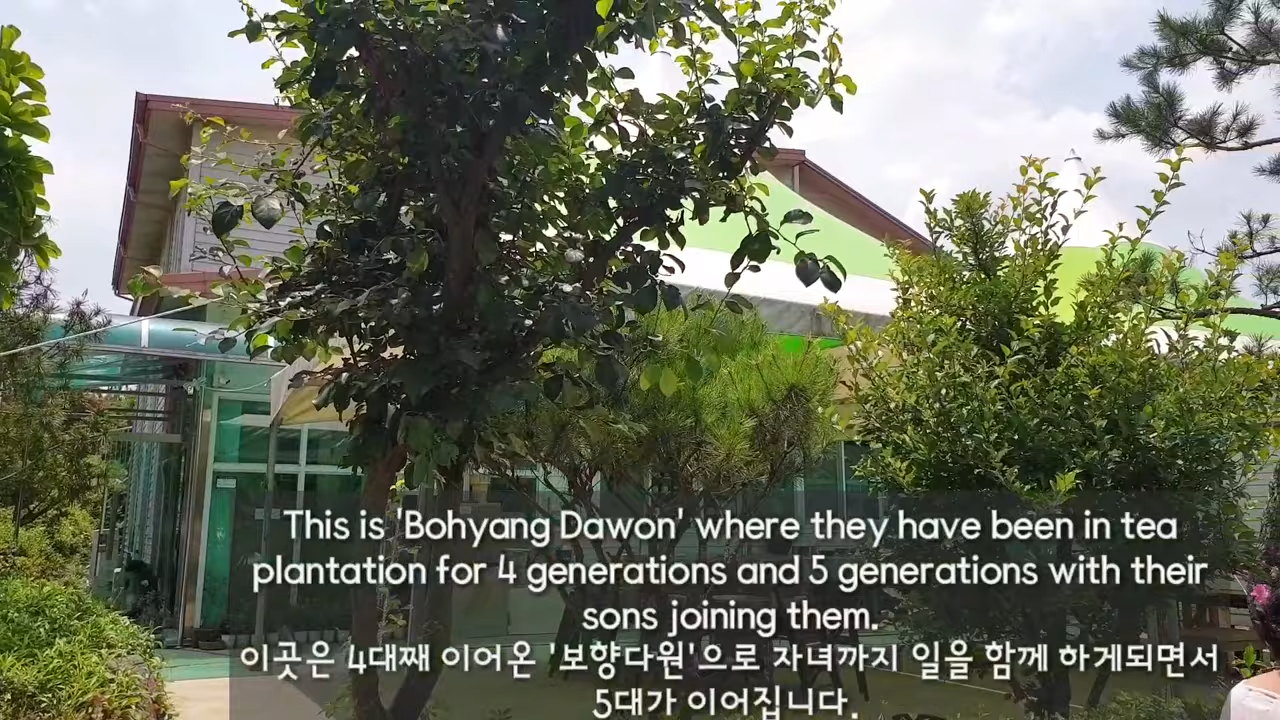 This is 'Bohyang Dawon' where they have been in tea
plantation for 4 generations and 5 generations with their
sons joining them.
이곳은 4대째 이어온 '보향다원'으로 자녀까지 일을 함께 하게되면서
5대가 이어집니다.